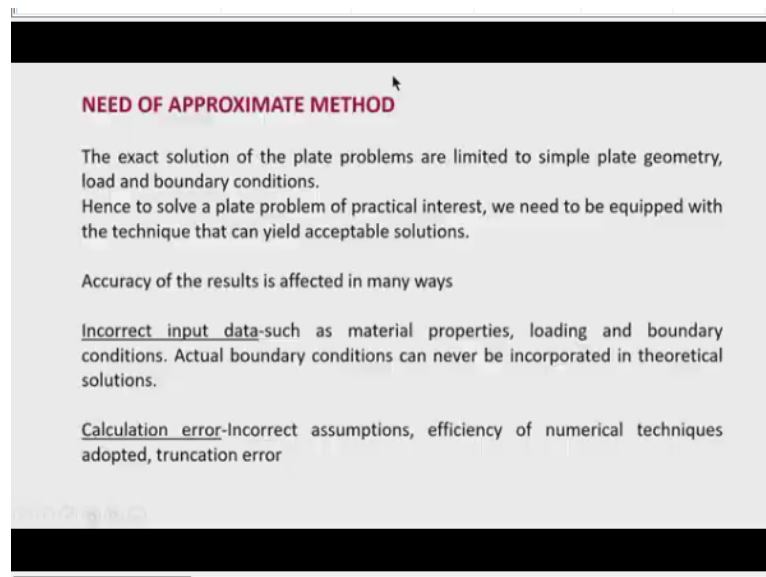 NEED OF APPROXIMATE METHOD
The exact solution of the plate problems are limited to simple plate geometry,
load and boundary conditions.
Hence to solve a plate problem of practical interest, we need to be equipped with
the technique that can yield acceptable solutions.
Accuracy of the results is affected in many ways
Incorrect input data-such as material properties, loading and boundary
conditions. Actual boundary conditions can never be incorporated in theoretical
solutions.
Calculation error-Incorrect assumptions, efficiency of numerical techniques
adopted, truncation error